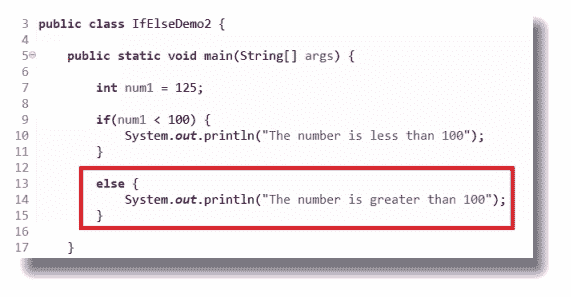 3 public class IfElseDemo2 {
4
5 public static void main(String[] args) {
6
7 int num1 = 125;
8
9 if(num1 < 100) {
10 System.out.println("The number is less than 100");
11 }
12
13 else {
14 System.out.println("The number is greater than 100");
15 }
16
17 }